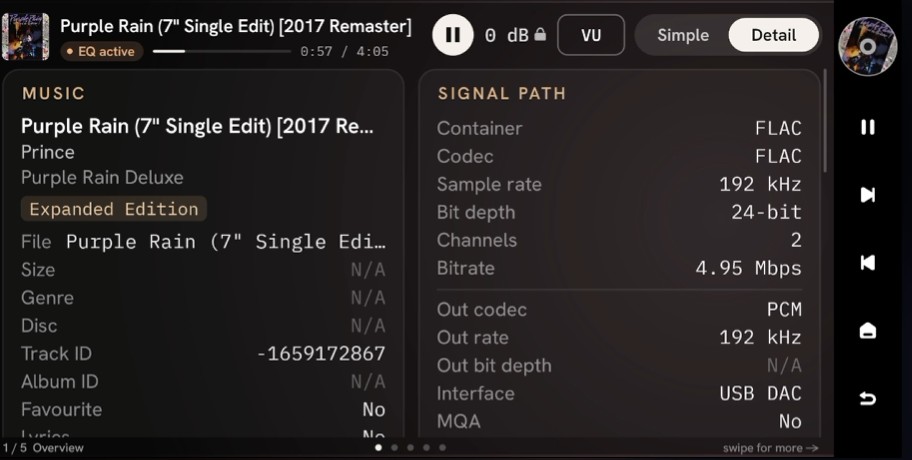 Purple Rain (7" Single Edit) [2017 Remaster]
EQ active 0:57 / 4:05
0 dB
VU
Simple Detail
MUSIC
Purple Rain (7" Single Edit) [2017 Re...
Prince
Purple Rain Deluxe
Expanded Edition
File Purple Rain (7" Single Edi…
Size N/A
Genre N/A
Disc N/A
Track ID -1659172867
Album ID N/A
Favourite No
Lyrics No
SIGNAL PATH
Container FLAC
Codec FLAC
Sample rate 192 kHz
Bit depth 24-bit
Channels 2
Bitrate 4.95 Mbps
Out codec PCM
Out rate 192 kHz
Out bit depth N/A
Interface USB DAC
MQA No
1 / 5 Overview
swipe for more →